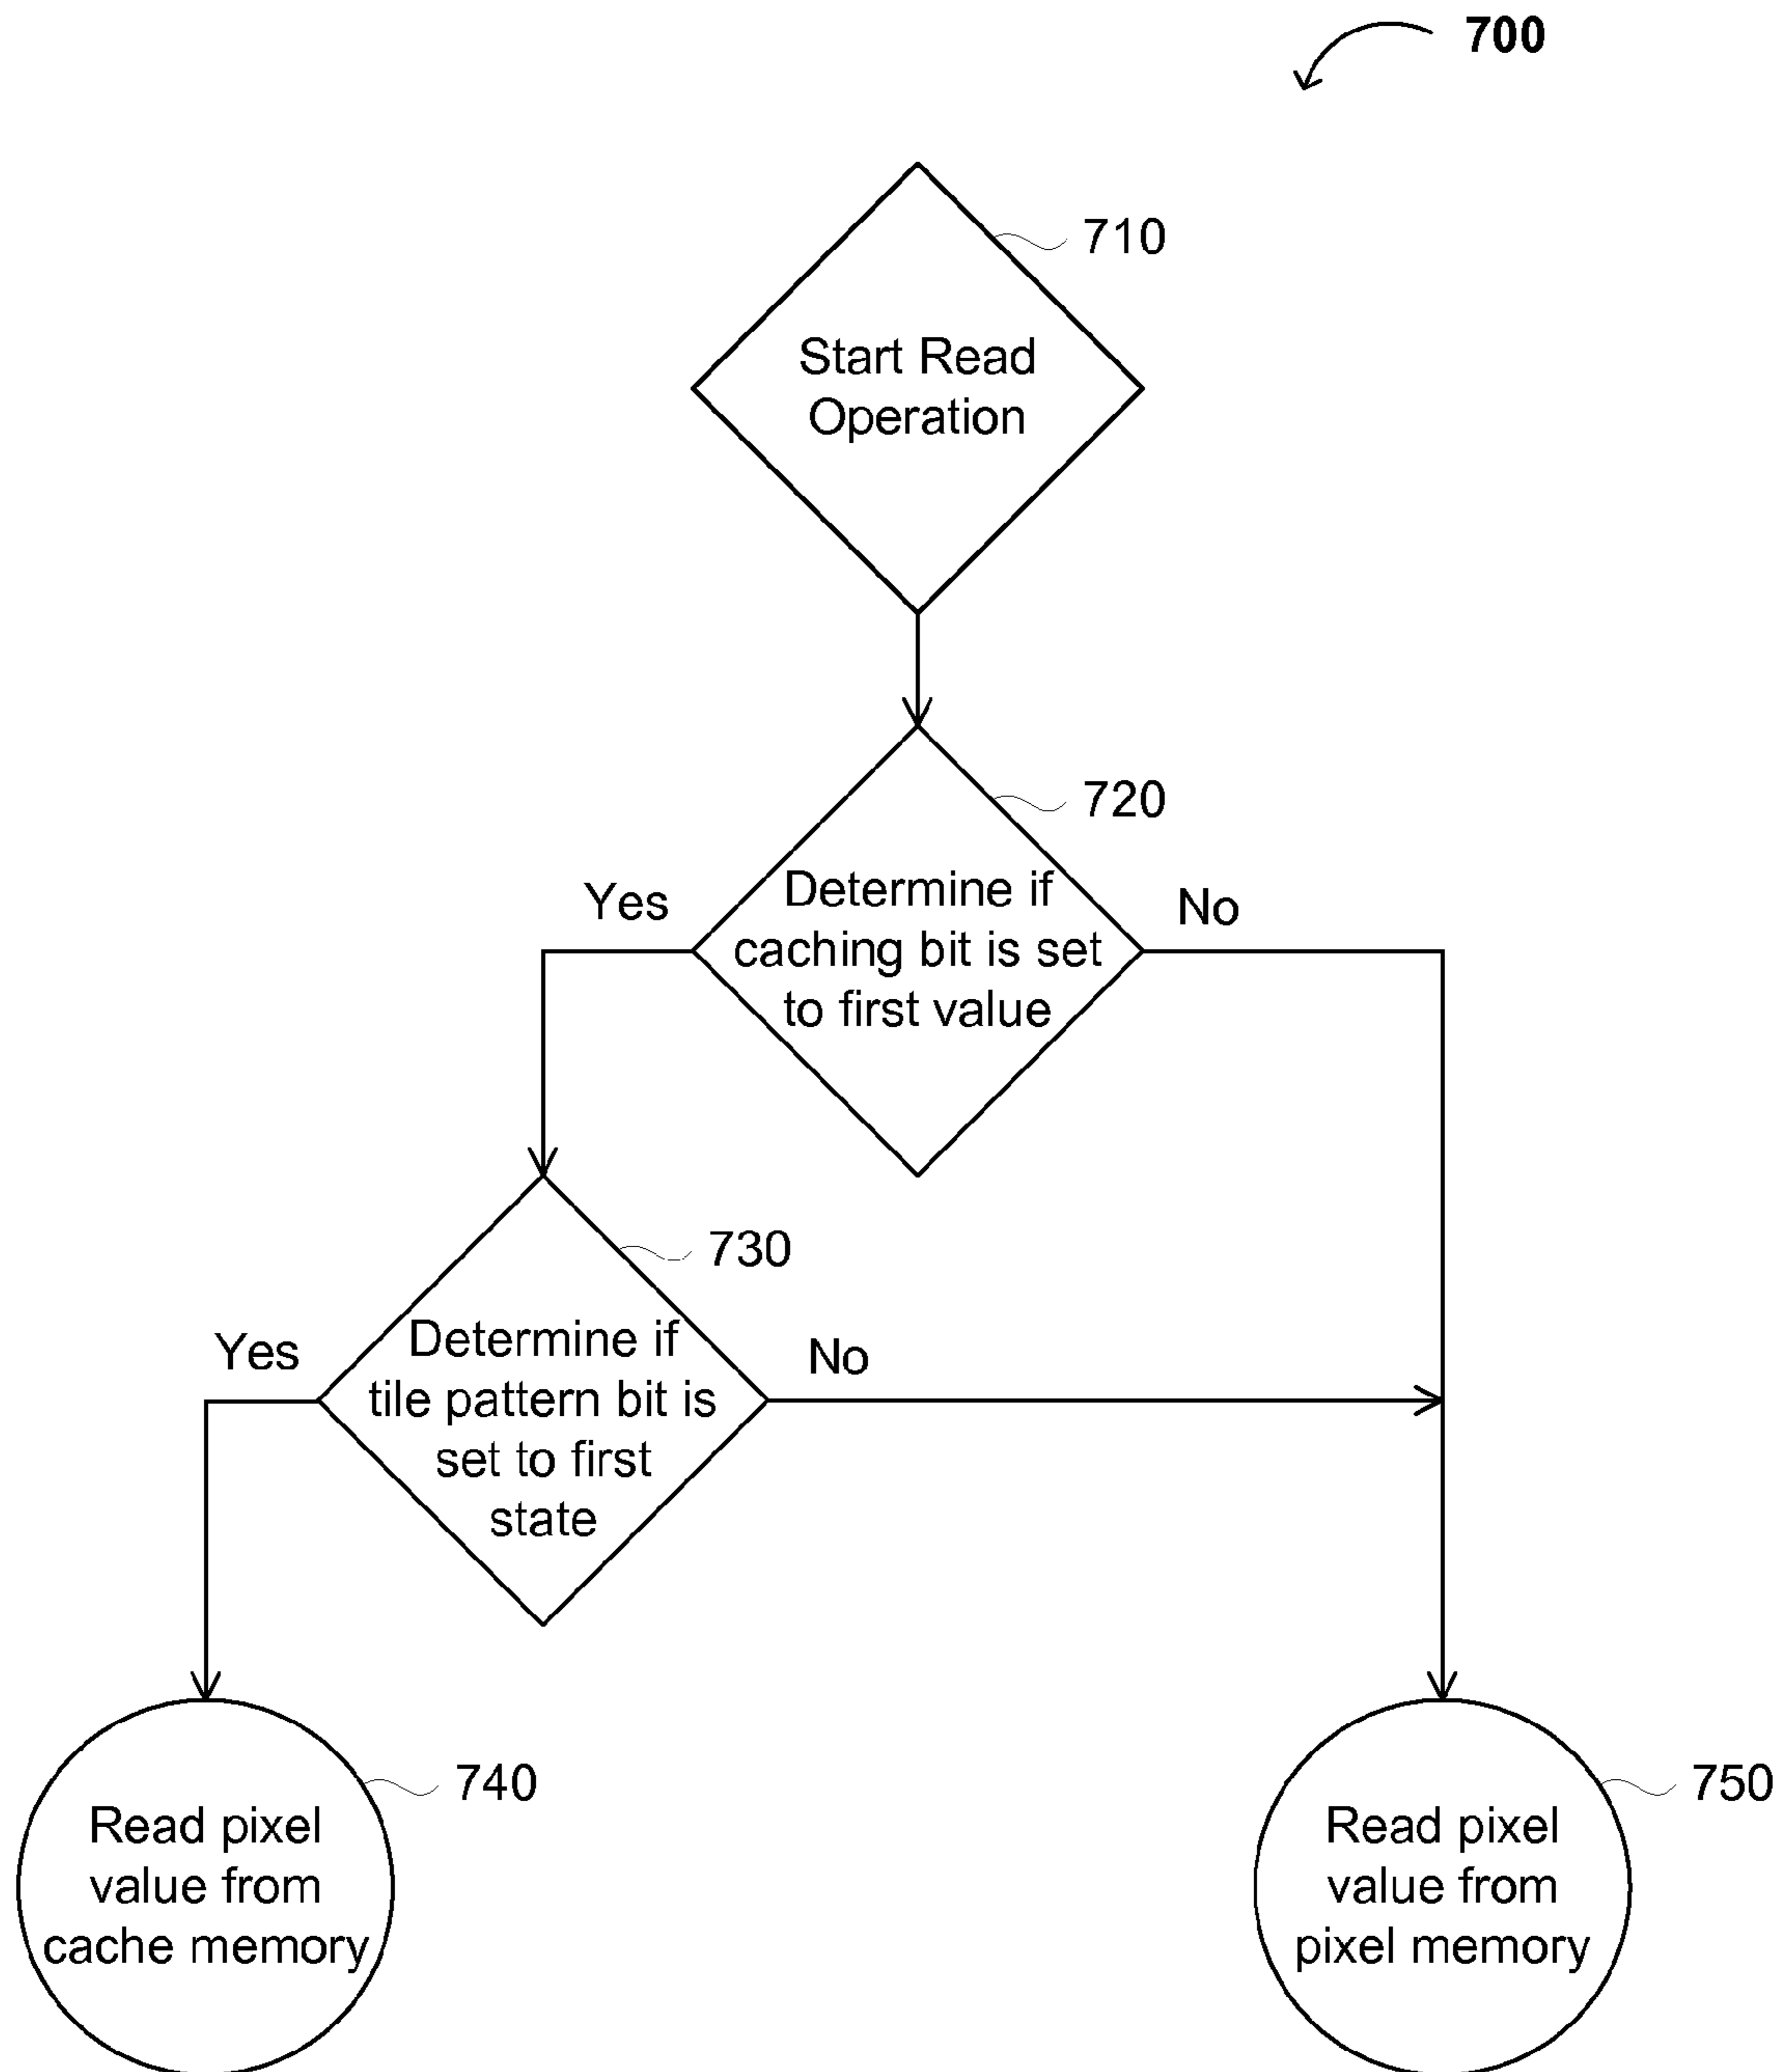 700
710
Start Read
Operation
720
Yes
No
Determine if
caching bit is set
to first value
730
Yes
No
Determine if
tile pattern bit is
set to first
state
740
Read pixel
value from
cache memory
750
Read pixel
value from
pixel memory